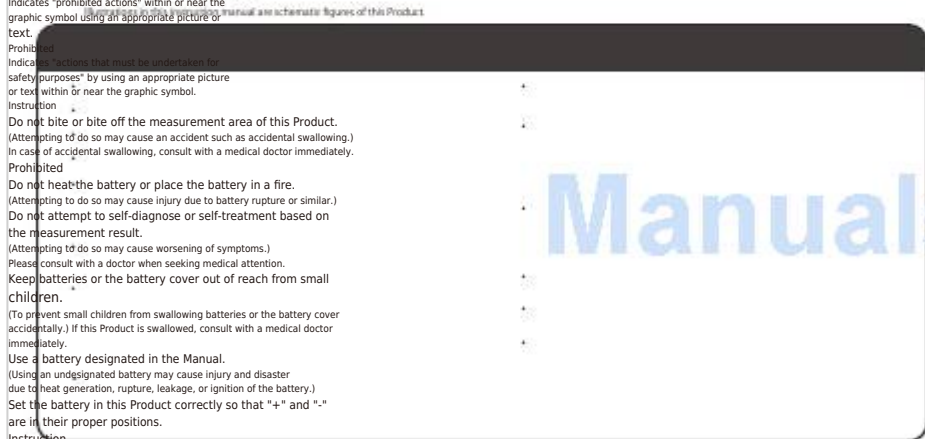 Indicates "prohibited actions" within or near the
graphic symbol using an appropriate picture or
Illustrations in this instruction manual are schematic figures of this Product.
text.
Prohibited
Indicates "actions that must be undertaken for
safety purposes" by using an appropriate picture
or text within or near the graphic symbol.
Instruction
Do not bite or bite off the measurement area of this Product.
(Attempting to do so may cause an accident such as accidental swallowing.)
In case of accidental swallowing, consult with a medical doctor immediately.
Prohibited
Do not heat the battery or place the battery in a fire.
(Attempting to do so may cause injury due to battery rupture or similar.)
Do not attempt to self-diagnose or self-treatment based on
the measurement result.
(Attempting to do so may cause worsening of symptoms.)
Please consult with a doctor when seeking medical attention.
Keep batteries or the battery cover out of reach from small
children.
(To prevent small children from swallowing batteries or the battery cover
accidentally.) If this Product is swallowed, consult with a medical doctor
immediately.
Use a battery designated in the Manual.
(Using an undesignated battery may cause injury and disaster
due to heat generation, rupture, leakage, or ignition of the battery.)
Set the battery in this Product correctly so that "+" and "-"
are in their proper positions.
Instruction
Manual